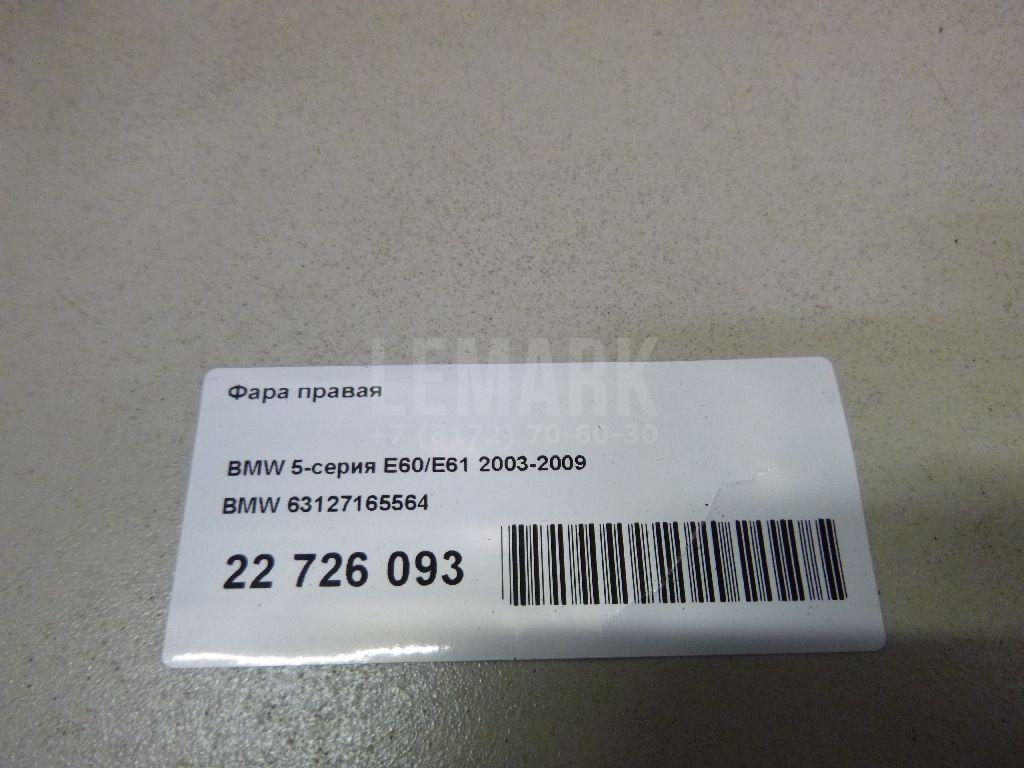 LEMARK
+7 (8172) 70-60-30
Фара правая
BMW 5-серия E60/E61 2003-2009
BMW 63127165564
22 726 093